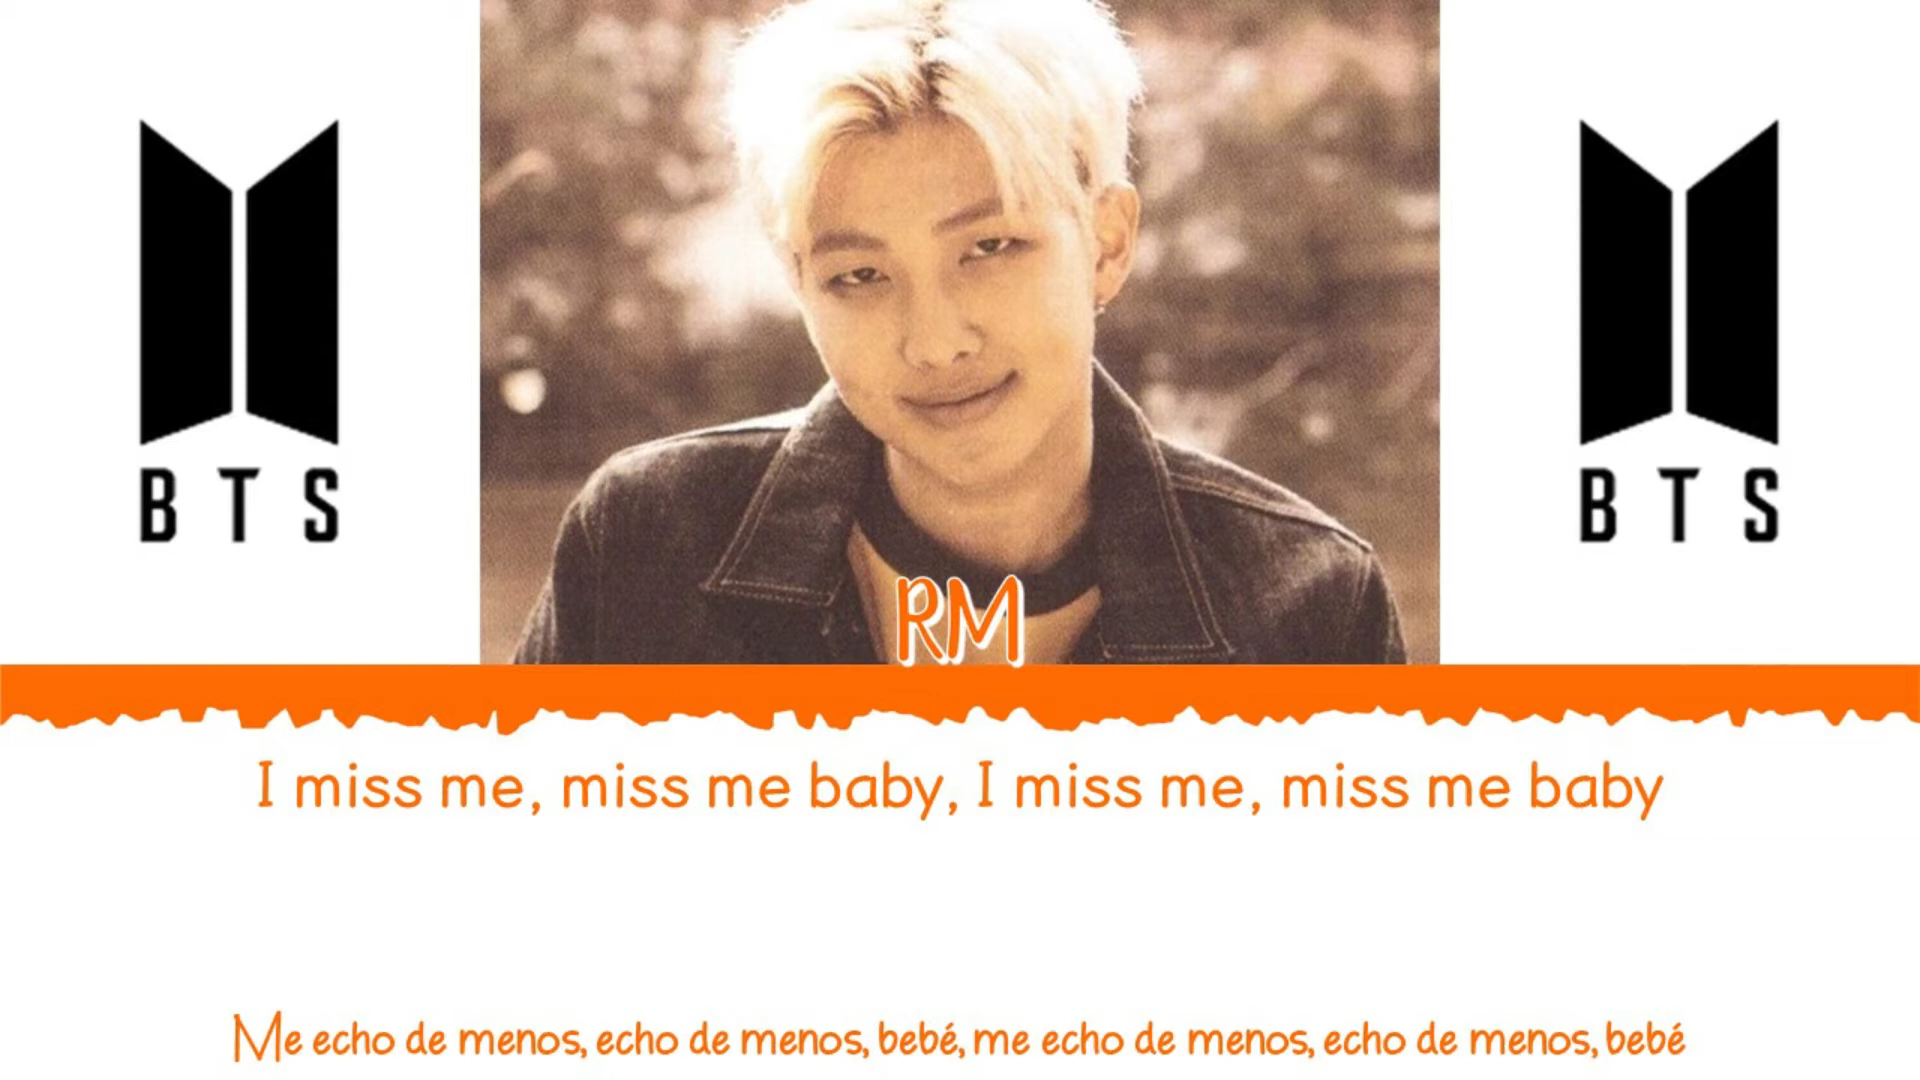 BTS
BTS
RM
I miss me, miss me baby, I miss me, miss me baby
Me echo de menos, echo de menos, bebé, me echo de menos, echo de menos, bebé